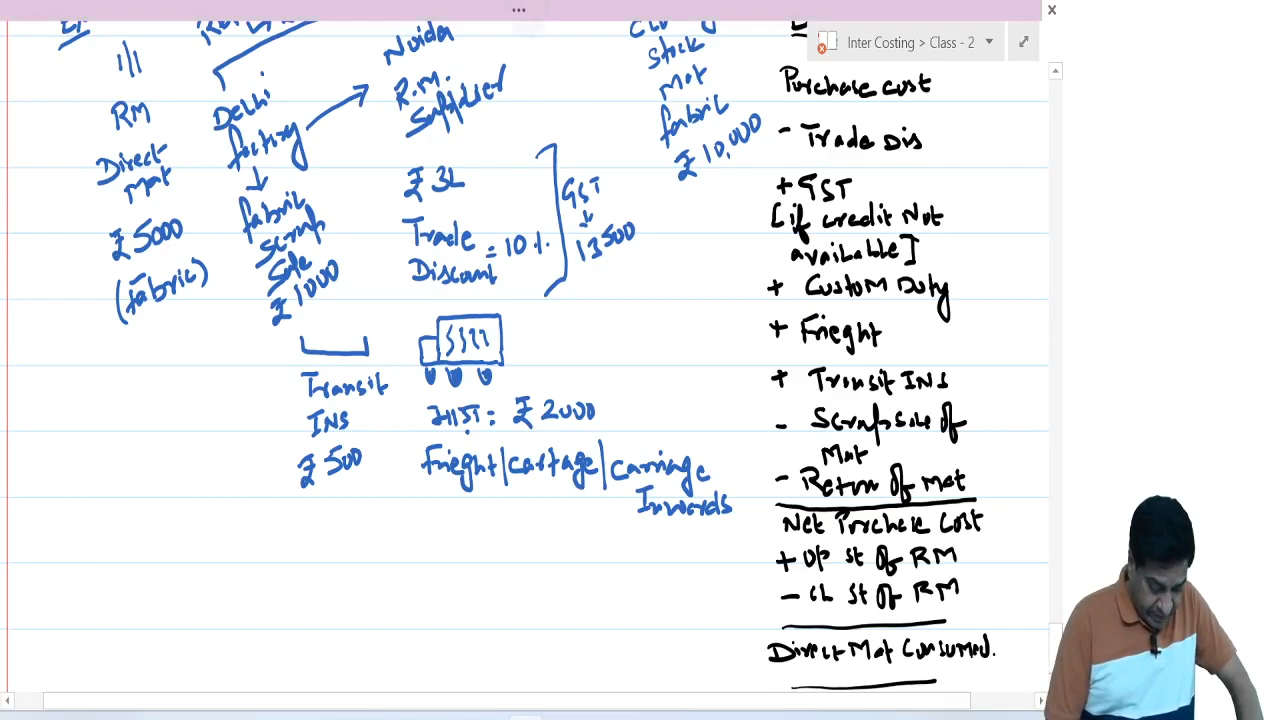 Inter Costing > Class - 2
1/1
RM
Direct
Mat
₹5000
(fabric)
Delhi
factory
fabric
scrap
Sale
₹1000
Noida
R.M.
Supplier
₹3L
Trade
Discount = 10%
GST
13500
stock
mat
fabric
₹10,000
Transit
INS
₹500
भाड़ा = ₹2000
Frieght/Cartage/Carriage
Inwards
Purchase cost
- Trade Dis
+ GST
[if credit Not
available]
+ Custom Duty
+ Frieght
+ Transit INS
- Scrap Sale of
Mat
- Return of mat
Net Purchase Cost
+ OP St of RM
- CL St of RM
Direct Mat Consumed.